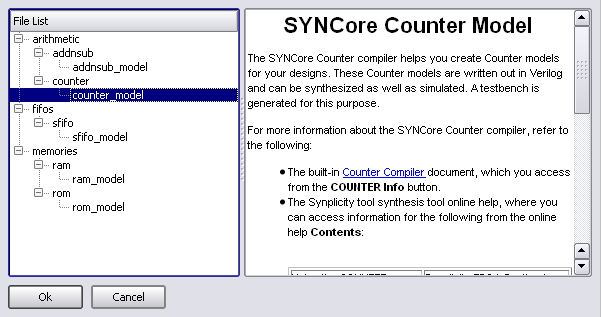 File List
arithmetic
addnsub
addnsub_model
counter
counter_model
fifos
sfifo
sfifo_model
memories
ram
ram_model
rom
rom_model
SYNCore Counter Model
The SYNCore Counter compiler helps you create Counter models
for your designs. These Counter models are written out in Verilog
and can be synthesized as well as simulated. A testbench is
generated for this purpose.
For more information about the SYNCore Counter compiler, refer to
the following:
The built-in Counter Compiler document, which you access
from the COUNTER Info button.
The Synplicity tool synthesis tool online help, where you
can access information for the following from the online
help Contents:
Ok
Cancel